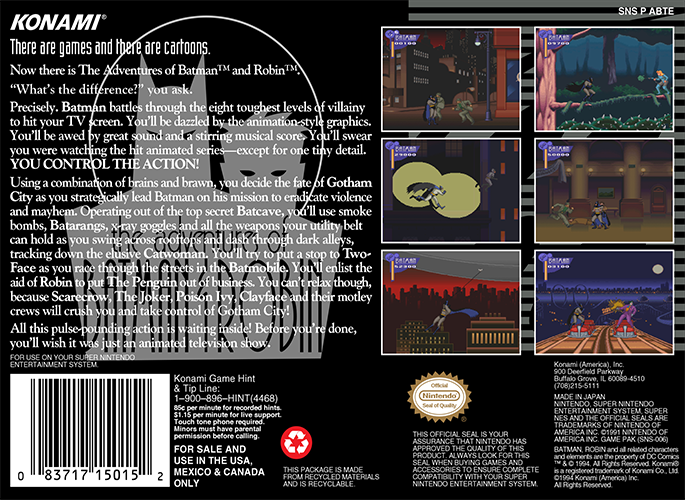 KONAMI®
SNS P ABTE
There are games and there are cartoons.
Now there is The Adventures of Batman™ and Robin™.
"What's the difference?" you ask.
Precisely. Batman battles through the eight toughest levels of villainy
to hit your TV screen. You'll be dazzled by the animation-style graphics.
You'll be awed by great sound and a stirring musical score. You'll swear
you were watching the hit animated series—except for one tiny detail.
YOU CONTROL THE ACTION!
Using a combination of brains and brawn, you decide the fate of Gotham
City as you strategically lead Batman on his mission to eradicate violence
and mayhem. Operating out of the top secret Batcave, you'll use smoke
bombs, Batarangs, x-ray goggles and all the weapons your utility belt
can hold as you swing across rooftops and dash through dark alleys,
tracking down the elusive Catwoman. You'll try to put a stop to Two-
Face as you race through the streets in the Batmobile. You'll enlist the
aid of Robin to put The Penguin out of business. You can't relax though,
because Scarecrow, The Joker, Poison Ivy, Clayface and their motley
crews will crush you and take control of Gotham City!
All this pulse-pounding action is waiting inside! Before you're done,
you'll wish it was just an animated television show.
the adventures of
BATMAN & ROBIN
FOR USE ON YOUR SUPER NINTENDO
ENTERTAINMENT SYSTEM.
BATMAN
BATMAN
BATMAN
BATMAN
BATMAN
BATMAN
0 83717 15015 2
Konami Game Hint
& Tip Line:
1–900–896–HINT(4468)
85c per minute for recorded hints.
$1.15 per minute for live support.
Touch tone phone required.
Minors must have parental
permission before calling.
FOR SALE AND
USE IN THE USA,
MEXICO & CANADA
ONLY
THIS PACKAGE IS MADE
FROM RECYCLED MATERIALS
AND IS RECYCLABLE.
Official
Nintendo
Seal of Quality
THIS OFFICIAL SEAL IS YOUR
ASSURANCE THAT NINTENDO HAS
APPROVED THE QUALITY OF THIS
PRODUCT. ALWAYS LOOK FOR THIS
SEAL WHEN BUYING GAMES AND
ACCESSORIES TO ENSURE COMPLETE
COMPATIBILITY WITH YOUR SUPER
NINTENDO ENTERTAINMENT SYSTEM.
Konami (America), Inc.
900 Deerfield Parkway
Buffalo Grove, IL 60089-4510
(708)215-5111
MADE IN JAPAN
NINTENDO, SUPER NINTENDO
ENTERTAINMENT SYSTEM. SUPER
NES AND THE OFFICIAL SEALS ARE
TRADEMARKS OF NINTENDO OF
AMERICA INC. ©1991 NINTENDO OF
AMERICA INC. GAME PAK (SNS-006)
BATMAN, ROBIN and all related characters
and elements are the property of DC Comics
™ & © 1994. All Rights Reserved. Konami®
is a registered trademark of Konami Co., Ltd.
©1994 Konami (America) Inc.
All Rights Reserved.